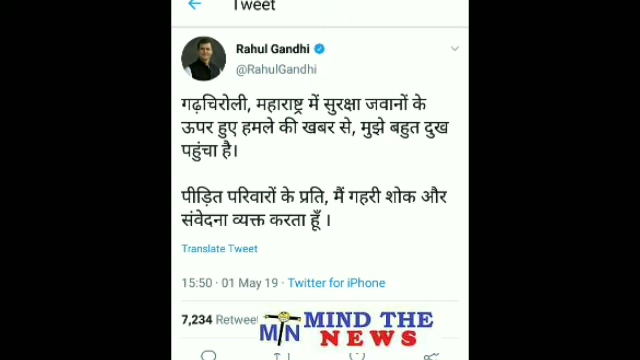 Tweet
Rahul Gandhi
@RahulGandhi
गढ़चिरोली, महाराष्ट्र में सुरक्षा जवानों के
ऊपर हुए हमले की खबर से, मुझे बहुत दुख
पहुंचा है।
पीड़ित परिवारों के प्रति, मैं गहरी शोक और
संवेदना व्यक्त करता हूँ ।
Translate Tweet
15:50 · 01 May 19 · Twitter for iPhone
7,234
MTN MIND THE
NEWS